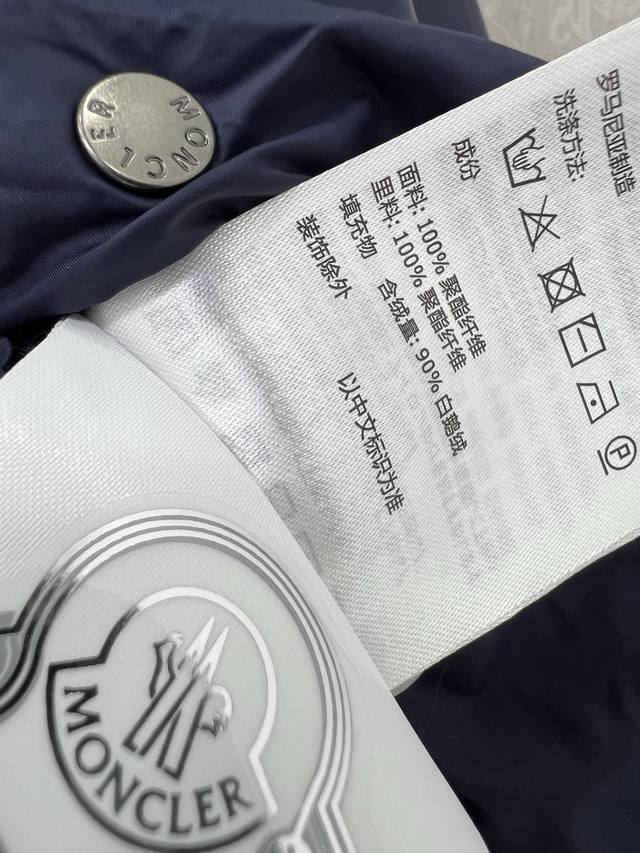 MONCLER
罗马尼亚制造
洗涤方法:
P
成份
面料: 100% 聚酯纤维
里料: 100% 聚酯纤维
填充物 含绒量: 90% 白鹅绒
装饰除外
以中文标识为准
MONCLER